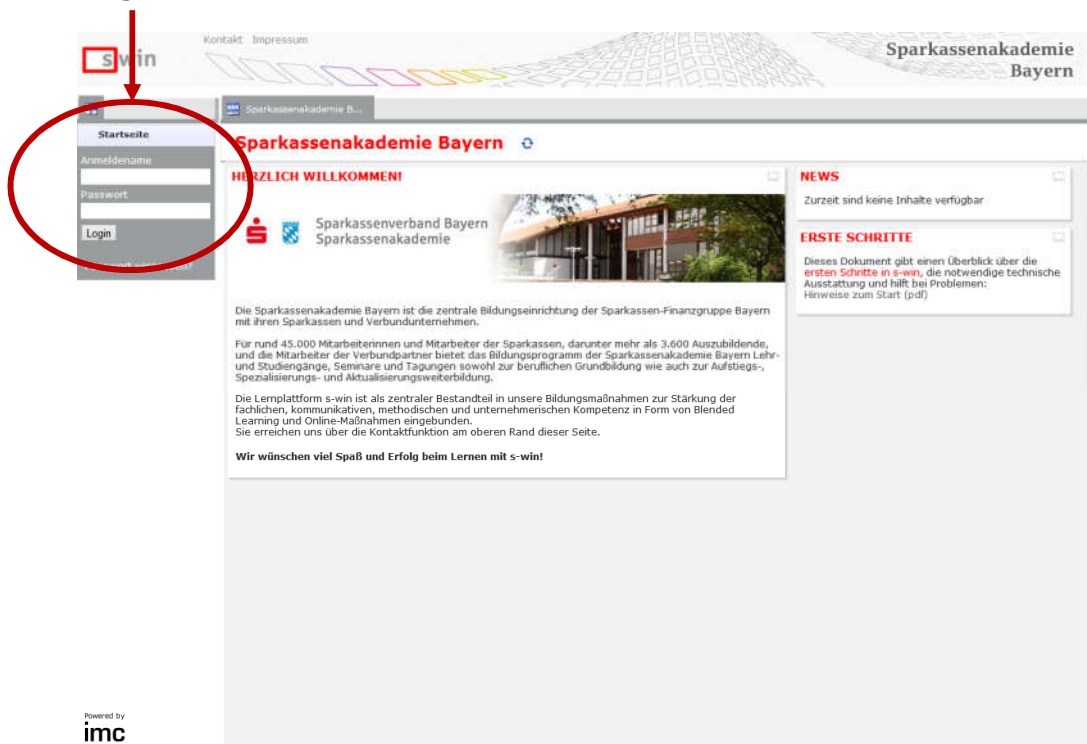 Kontakt Impressum
s win
Sparkassenakademie
Bayern
Sparkassenakademie B...
Startseite
Anmeldename
Passwort
Login
Sparkassenakademie Bayern
HERZLICH WILLKOMMEN!
Sparkassenverband Bayern
Sparkassenakademie
Die Sparkassenakademie Bayern ist die zentrale Bildungseinrichtung der Sparkassen-Finanzgruppe Bayern
mit ihren Sparkassen und Verbundunternehmen.
Für rund 45.000 Mitarbeiterinnen und Mitarbeiter der Sparkassen, darunter mehr als 3.600 Auszubildende,
und die Mitarbeiter der Verbundpartner bietet das Bildungsprogramm der Sparkassenakademie Bayern Lehr-
und Studiengänge, Seminare und Tagungen sowohl zur beruflichen Grundbildung wie auch zur Aufstiegs-,
Spezialisierungs- und Aktualisierungsweiterbildung.
Die Lernplattform s-win ist als zentraler Bestandteil in unsere Bildungsmaßnahmen zur Stärkung der
fachlichen, kommunikativen, methodischen und unternehmerischen Kompetenz in Form von Blended
Learning und Online-Maßnahmen eingebunden.
Sie erreichen uns über die Kontaktfunktion am oberen Rand dieser Seite.
Wir wünschen viel Spaß und Erfolg beim Lernen mit s-win!
NEWS
Zurzeit sind keine Inhalte verfügbar
ERSTE SCHRITTE
Dieses Dokument gibt einen Überblick über die
ersten Schritte in s-win, die notwendige technische
Ausstattung und hilft bei Problemen:
Hinweise zum Start (pdf)
Powered by
imc